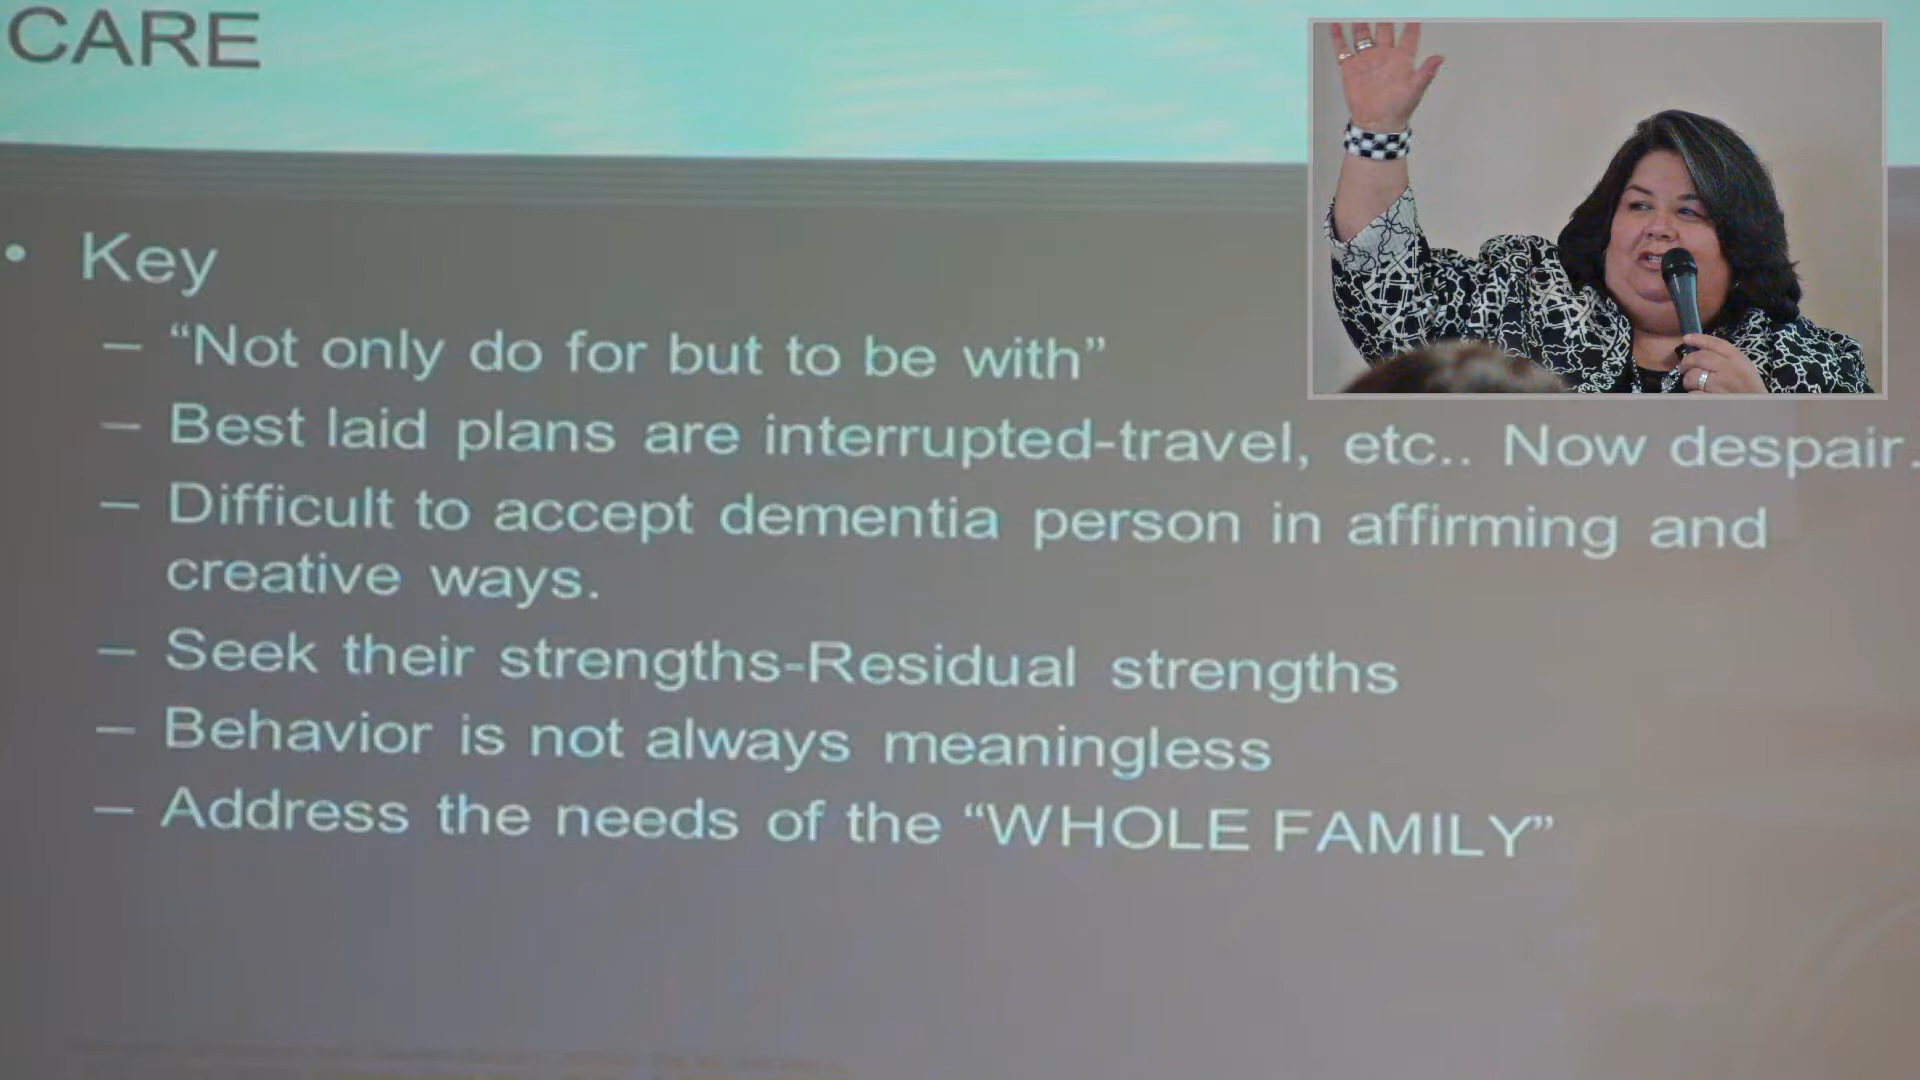 CARE
• Key
– “Not only do for but to be with”
– Best laid plans are interrupted-travel, etc.. Now despair.
– Difficult to accept dementia person in affirming and
creative ways.
– Seek their strengths-Residual strengths
– Behavior is not always meaningless
– Address the needs of the “WHOLE FAMILY”